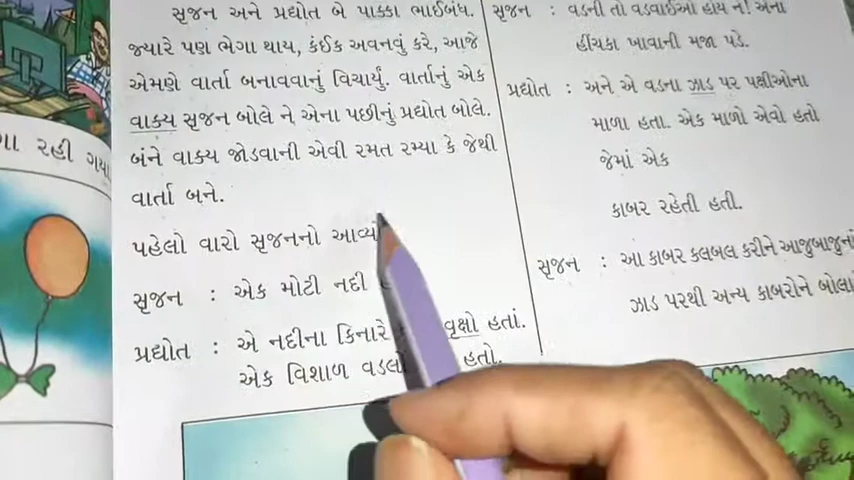 સૃજન અને પ્રદ્યોત બે પાક્કા ભાઈબંધ.
જ્યારે પણ ભેગા થાય, કંઈક અવનવું કરે, આજે
એમણે વાર્તા બનાવવાનું વિચાર્યું. વાર્તાનું એક
વાક્ય સૃજન બોલે ને એના પછીનું પ્રદ્યોત બોલે.
બંને વાક્ય જોડવાની એવી રમત રમ્યા કે જેથી
વાર્તા બને.
પહેલો વારો સૃજનનો
સૃજન : એક મોટી નદી
પ્રદ્યોત : એ નદીના કિનારે વૃક્ષો હતાં.
એક વિશાળ હતો.
સૃજન : વડની તો વડવાઈઓ હોય ને! એના
હીંચકા ખાવાની મજા પડે.
પ્રદ્યોત : અને એ વડના ઝાડ પર પક્ષીઓના
માળા હતા. એક માળો એવો હતો
જેમાં એક
કાબર રહેતી હતી.
સૃજન : આ કાબર કલબલ કરીને આજુબાજુનાં
ઝાડ પરથી અન્ય કાબરોને
રહી